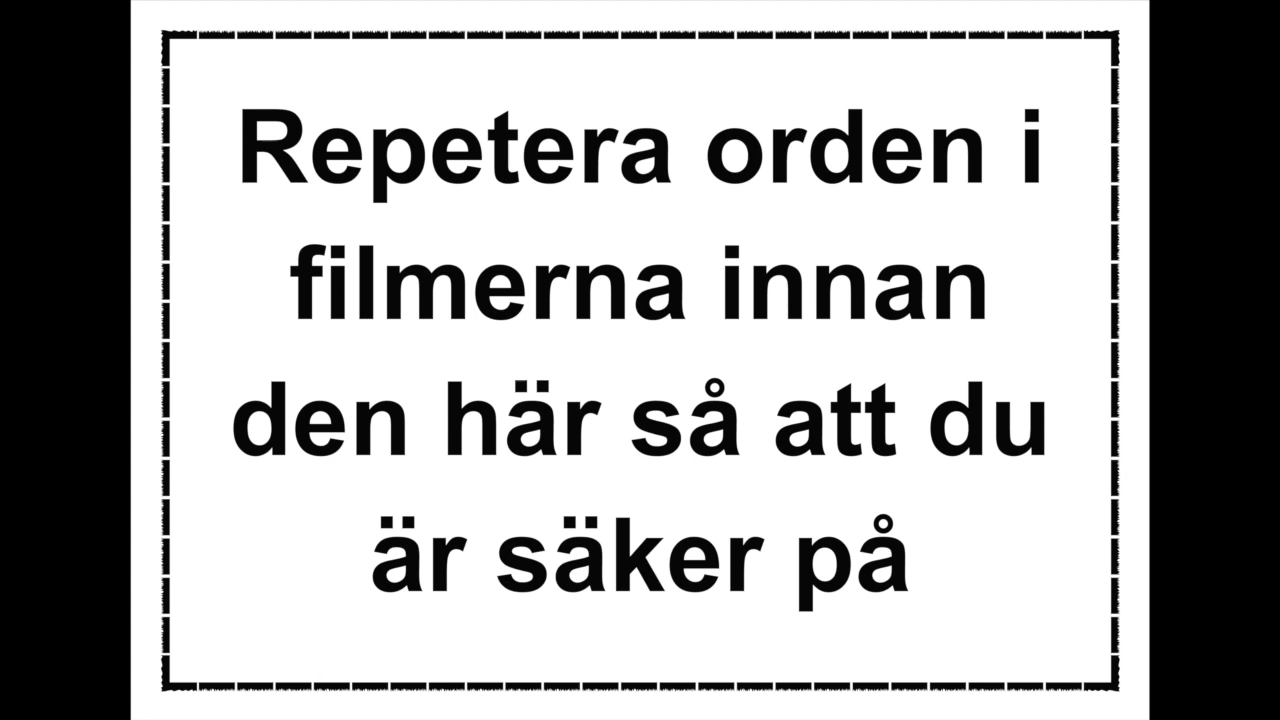 Repetera orden i
filmerna innan
den här så att du
är säker på